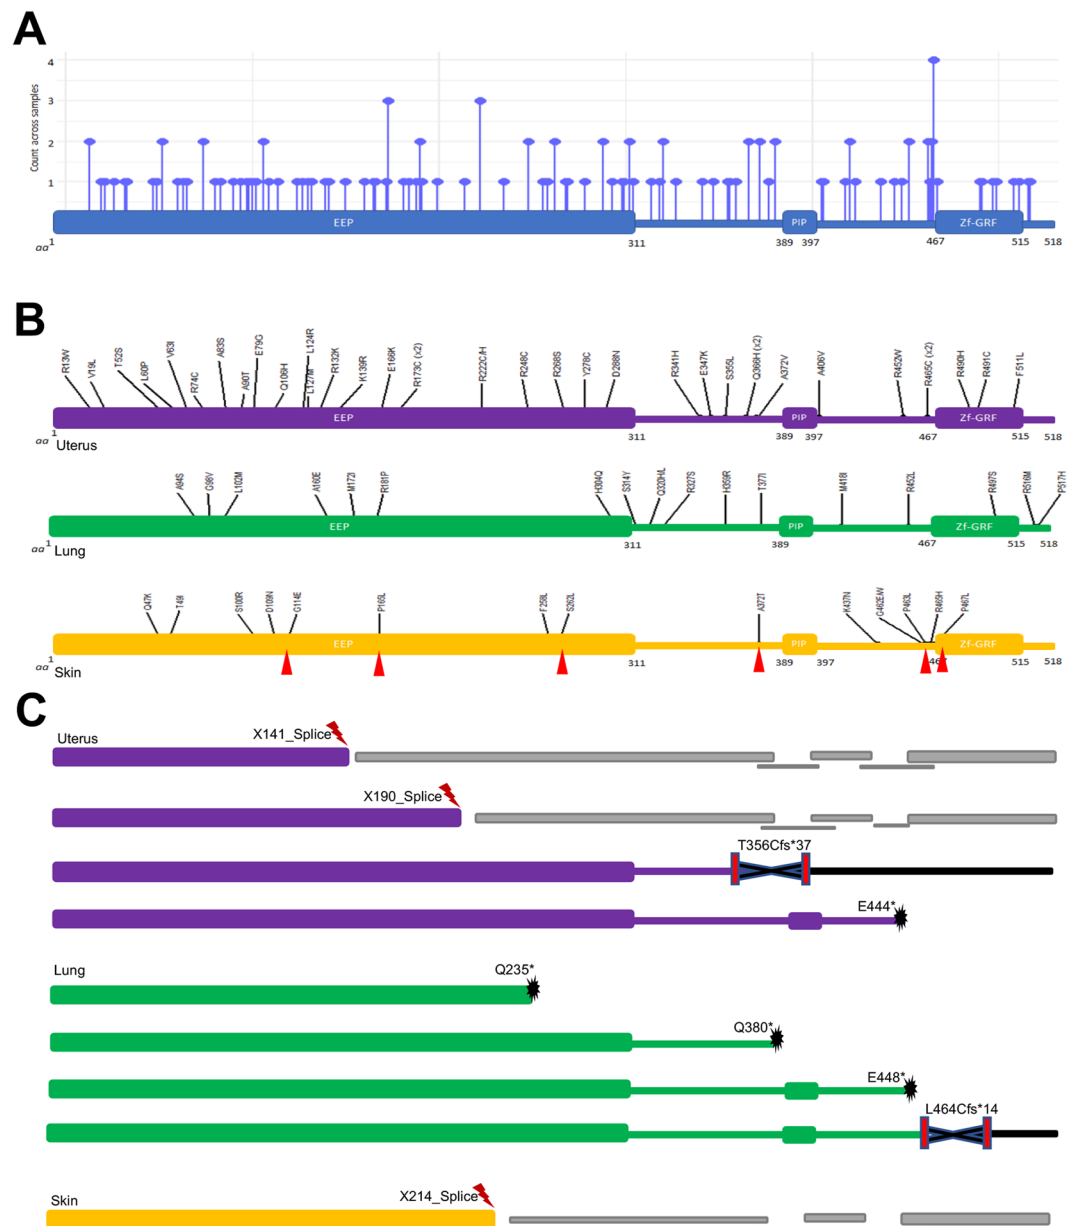 A
Count across samples
4
3
2
1
EEP
PIP
Zf-GRF
aa 1
311
389
397
467
515
518
B
R13W
V19L
T52S
L60P
V63I
R74C
A83S
A90T
E79G
Q106H
L124R
L127M
R132K
K139R
E166K
R173C (x2)
R222C/H
R248C
R268S
Y278C
D288N
R341H
E347K
S355L
Q368H (x2)
A372V
A406V
R452W
R465C (x2)
R490H
R491C
F511L
EEP
PIP
Zf-GRF
aa 1
Uterus
311
389
397
467
515
518
A94S
G98V
L102M
A160E
M172I
R181P
H304Q
S314Y
Q320H/L
R327S
H359R
T377I
M418I
R452L
R497S
R516M
P517H
EEP
PIP
Zf-GRF
aa 1
Lung
311
389
467
515
518
Q47K
T49I
S100R
D109N
G114E
P165L
F258L
S262L
A372T
K437N
G462E/W
P463L
R465H
P467L
EEP
PIP
Zf-GRF
aa 1
Skin
311
389
397
467
515
518
C
Uterus
X141_Splice
X190_Splice
T356Cfs*37
E444*
Lung
Q235*
Q380*
E448*
L464Cfs*14
Skin
X214_Splice